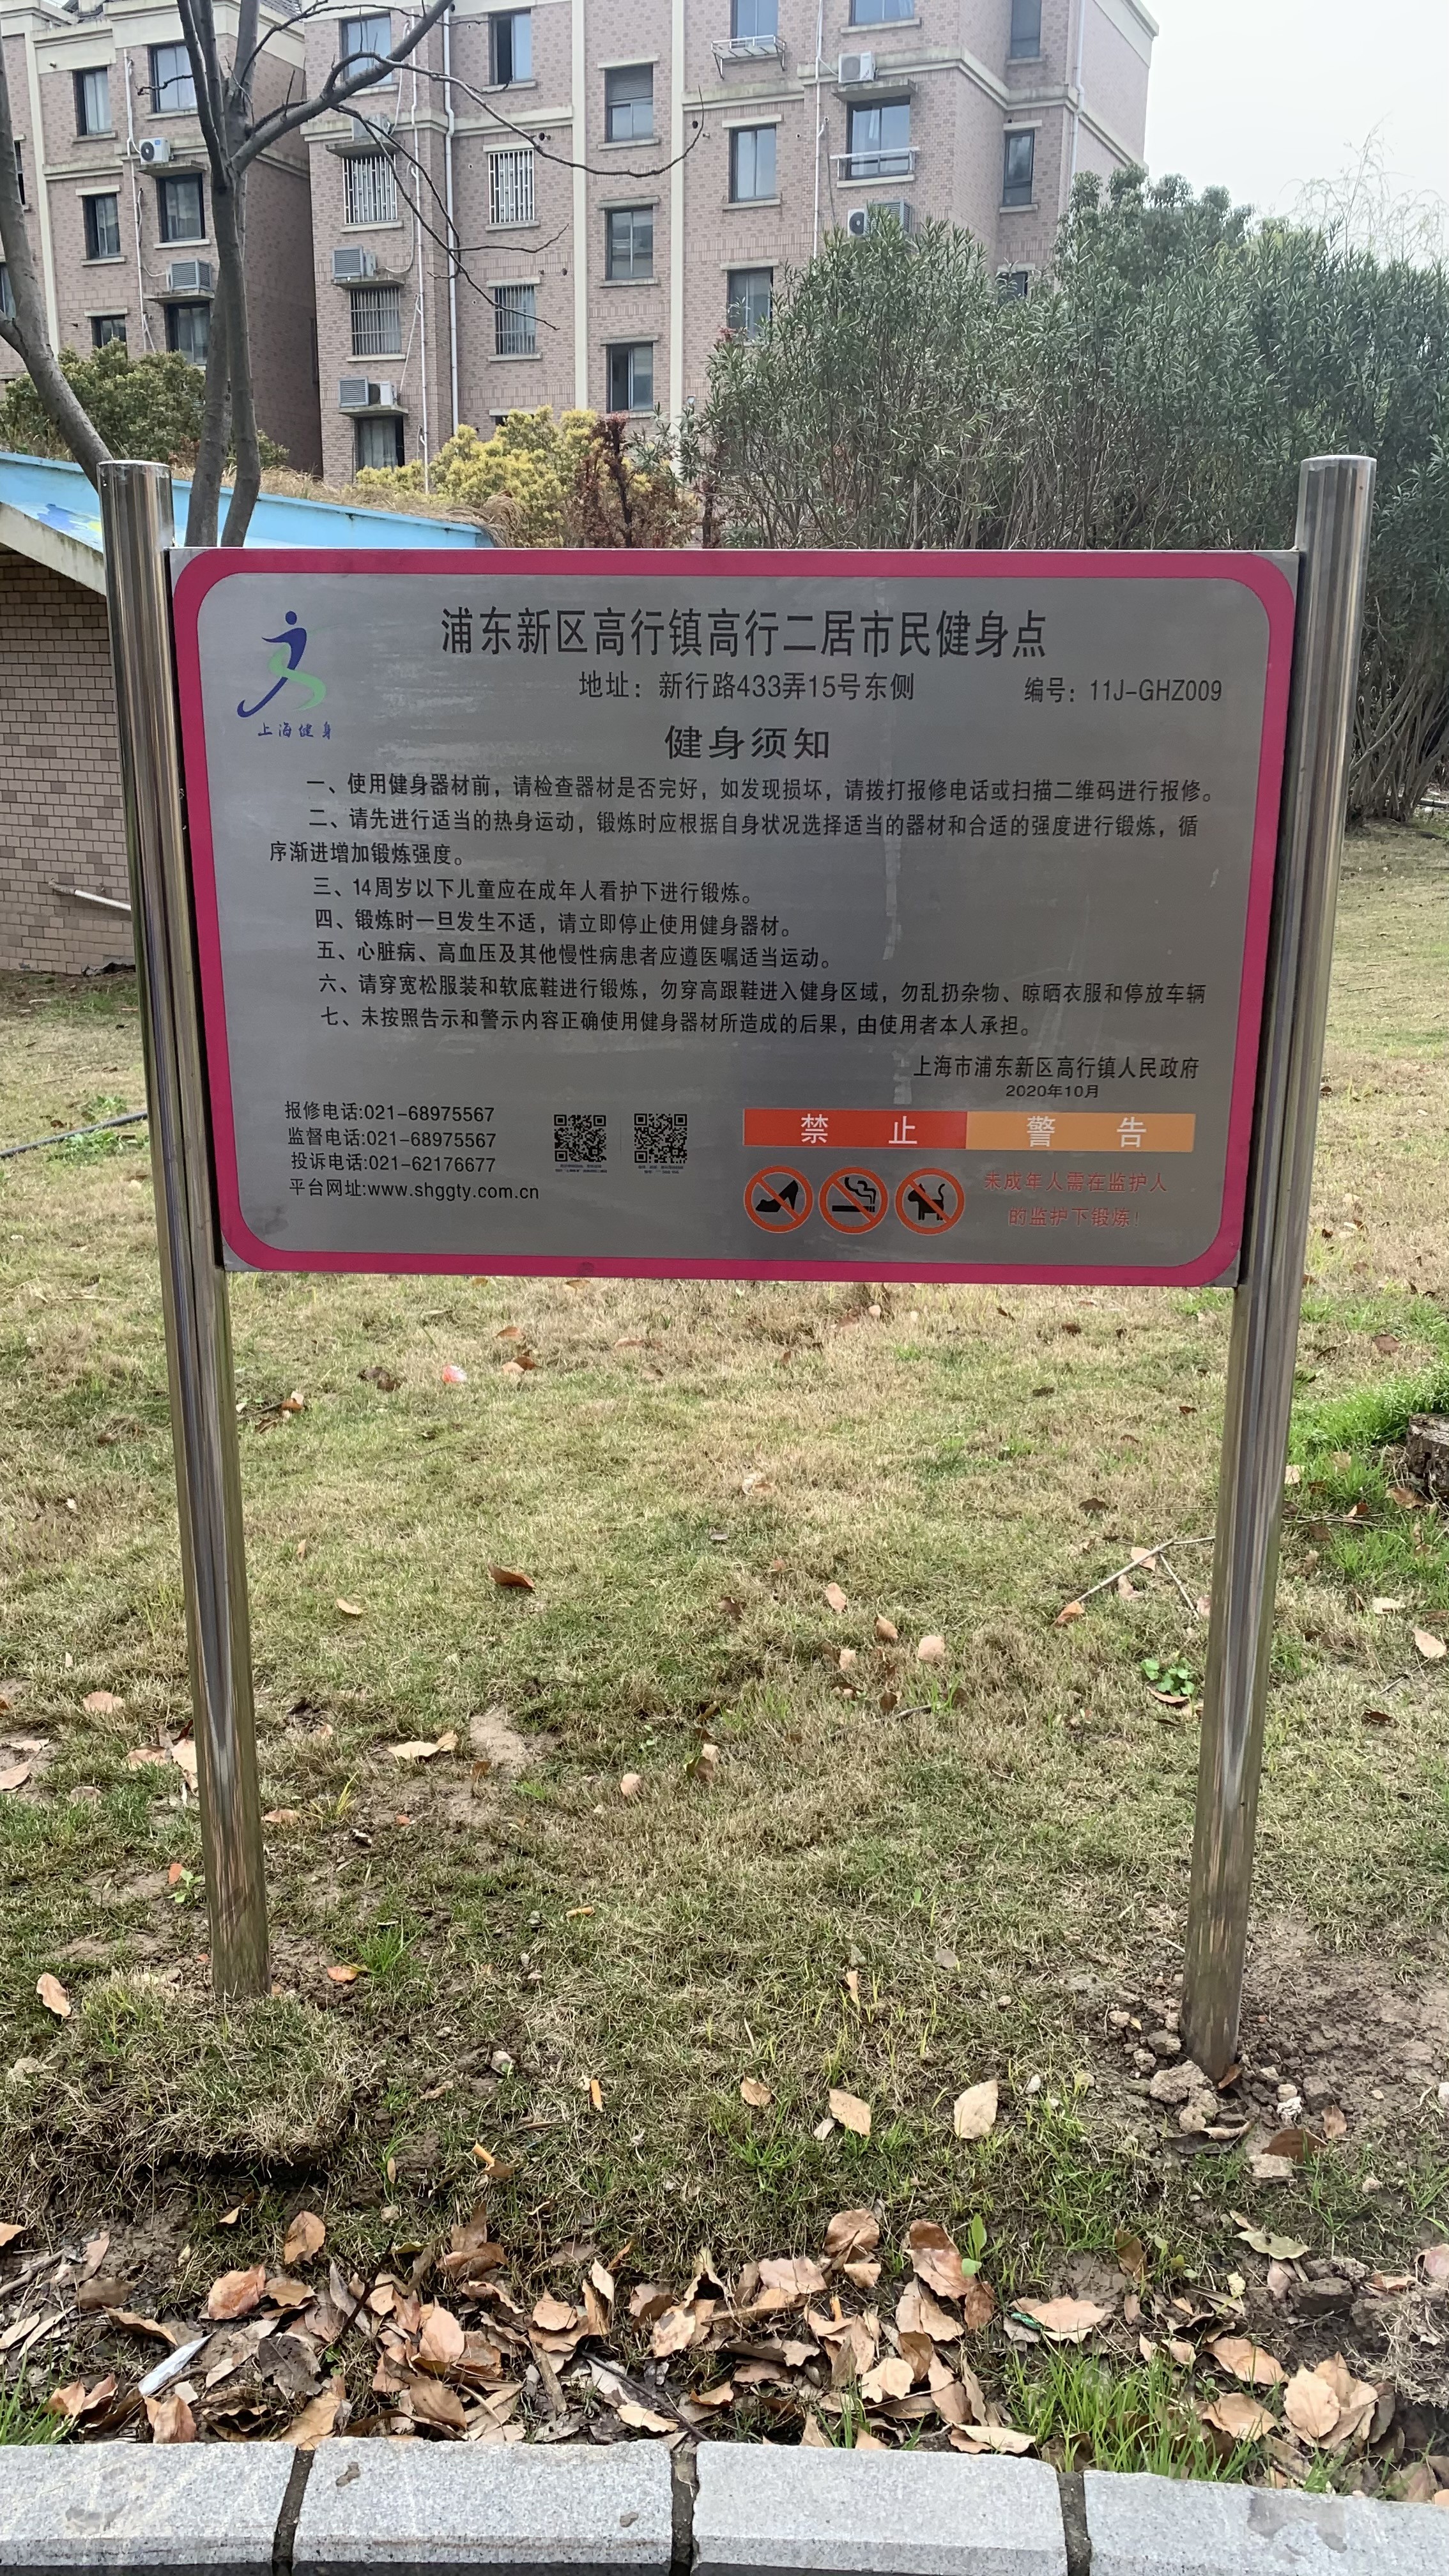 浦东新区高行镇高行二居市民健身点
地址：新行路433弄15号东侧
编号：11J-GHZ009
上海健身
健身须知
一、使用健身器材前，请检查器材是否完好，如发现损坏，请拨打报修电话或扫描二维码进行报修。
二、请先进行适当的热身运动，锻炼时应根据自身状况选择适当的器材和合适的强度进行锻炼，循
序渐进增加锻炼强度。
三、14周岁以下儿童应在成年人看护下进行锻炼。
四、锻炼时一旦发生不适，请立即停止使用健身器材。
五、心脏病、高血压及其他慢性病患者应遵医嘱适当运动。
六、请穿宽松服装和软底鞋进行锻炼，勿穿高跟鞋进入健身区域，勿乱扔杂物、晾晒衣服和停放车辆
七、未按照告示和警示内容正确使用健身器材所造成的后果，由使用者本人承担。
上海市浦东新区高行镇人民政府
2020年10月
报修电话:021-68975567
监督电话:021-68975567
投诉电话:021-62176677
平台网址:www.shggty.com.cn
禁 止
警 告
未成年人需在监护人
的监护下锻炼！